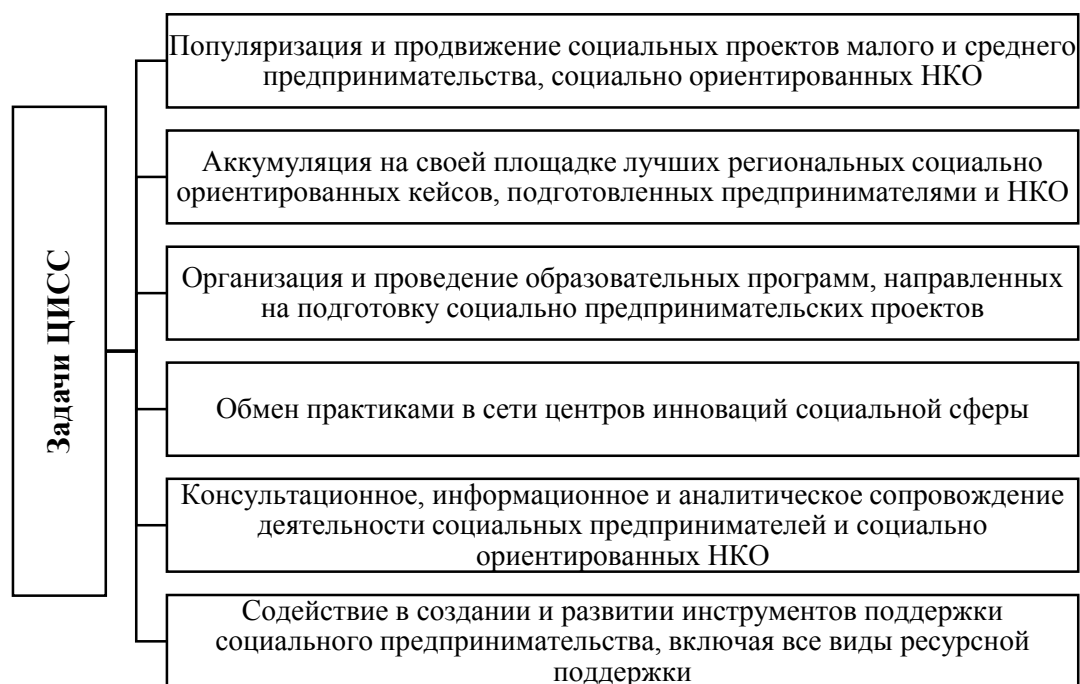 Задачи ЦИСС
Популяризация и продвижение социальных проектов малого и среднего
предпринимательства, социально ориентированных НКО
Аккумуляция на своей площадке лучших региональных социально
ориентированных кейсов, подготовленных предпринимателями и НКО
Организация и проведение образовательных программ, направленных
на подготовку социально предпринимательских проектов
Обмен практиками в сети центров инноваций социальной сферы
Консультационное, информационное и аналитическое сопровождение
деятельности социальных предпринимателей и социально
ориентированных НКО
Содействие в создании и развитии инструментов поддержки
социального предпринимательства, включая все виды ресурсной
поддержки